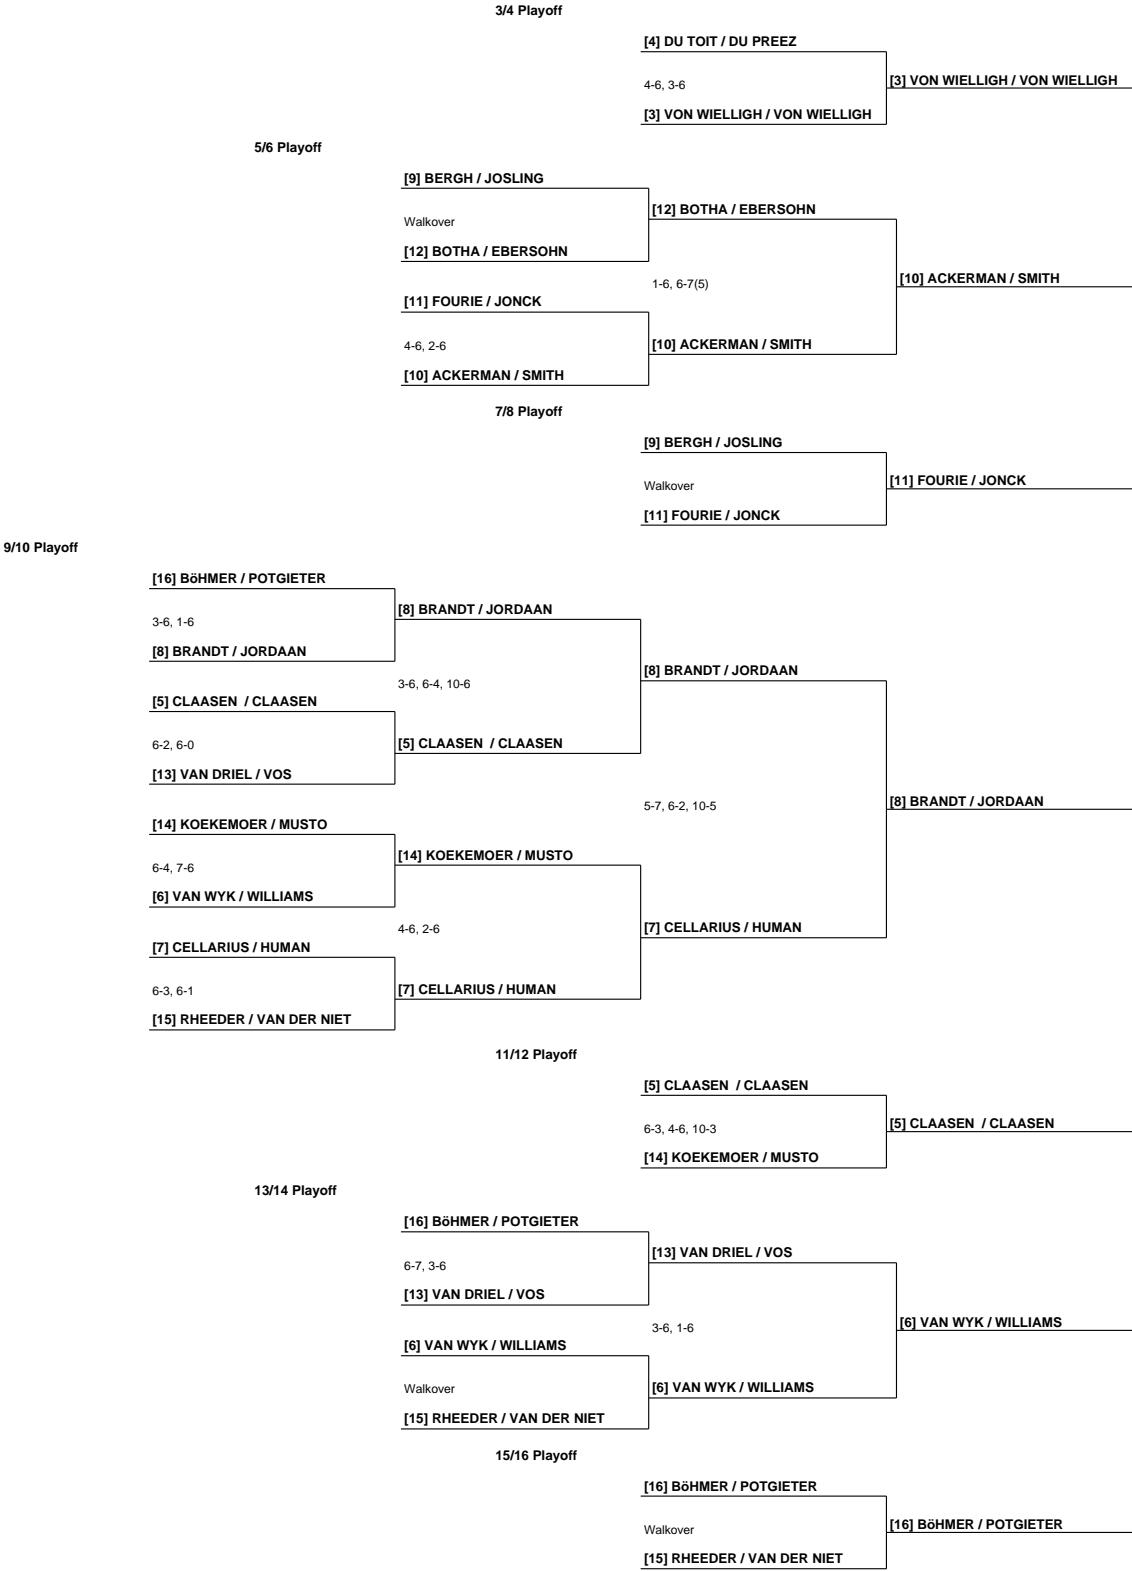 3/4 Playoff
[4] DU TOIT / DU PREEZ
4-6, 3-6
[3] VON WIELLIGH / VON WIELLIGH
[3] VON WIELLIGH / VON WIELLIGH
5/6 Playoff
[9] BERGH / JOSLING
[12] BOTHA / EBERSOHN
Walkover
[12] BOTHA / EBERSOHN
1-6, 6-7(5)
[10] ACKERMAN / SMITH
[11] FOURIE / JONCK
4-6, 2-6
[10] ACKERMAN / SMITH
[10] ACKERMAN / SMITH
7/8 Playoff
[9] BERGH / JOSLING
Walkover
[11] FOURIE / JONCK
[11] FOURIE / JONCK
9/10 Playoff
[16] BöHMER / POTGIETER
[8] BRANDT / JORDAAN
3-6, 1-6
[8] BRANDT / JORDAAN
[8] BRANDT / JORDAAN
3-6, 6-4, 10-6
[5] CLAASEN  / CLAASEN
6-2, 6-0
[5] CLAASEN  / CLAASEN
[13] VAN DRIEL / VOS
5-7, 6-2, 10-5
[8] BRANDT / JORDAAN
[14] KOEKEMOER / MUSTO
[14] KOEKEMOER / MUSTO
6-4, 7-6
[6] VAN WYK / WILLIAMS
4-6, 2-6
[7] CELLARIUS / HUMAN
[7] CELLARIUS / HUMAN
6-3, 6-1
[7] CELLARIUS / HUMAN
[15] RHEEDER / VAN DER NIET
11/12 Playoff
[5] CLAASEN  / CLAASEN
6-3, 4-6, 10-3
[5] CLAASEN  / CLAASEN
[14] KOEKEMOER / MUSTO
13/14 Playoff
[16] BöHMER / POTGIETER
[13] VAN DRIEL / VOS
6-7, 3-6
[13] VAN DRIEL / VOS
3-6, 1-6
[6] VAN WYK / WILLIAMS
[6] VAN WYK / WILLIAMS
Walkover
[6] VAN WYK / WILLIAMS
[15] RHEEDER / VAN DER NIET
15/16 Playoff
[16] BöHMER / POTGIETER
Walkover
[16] BöHMER / POTGIETER
[15] RHEEDER / VAN DER NIET